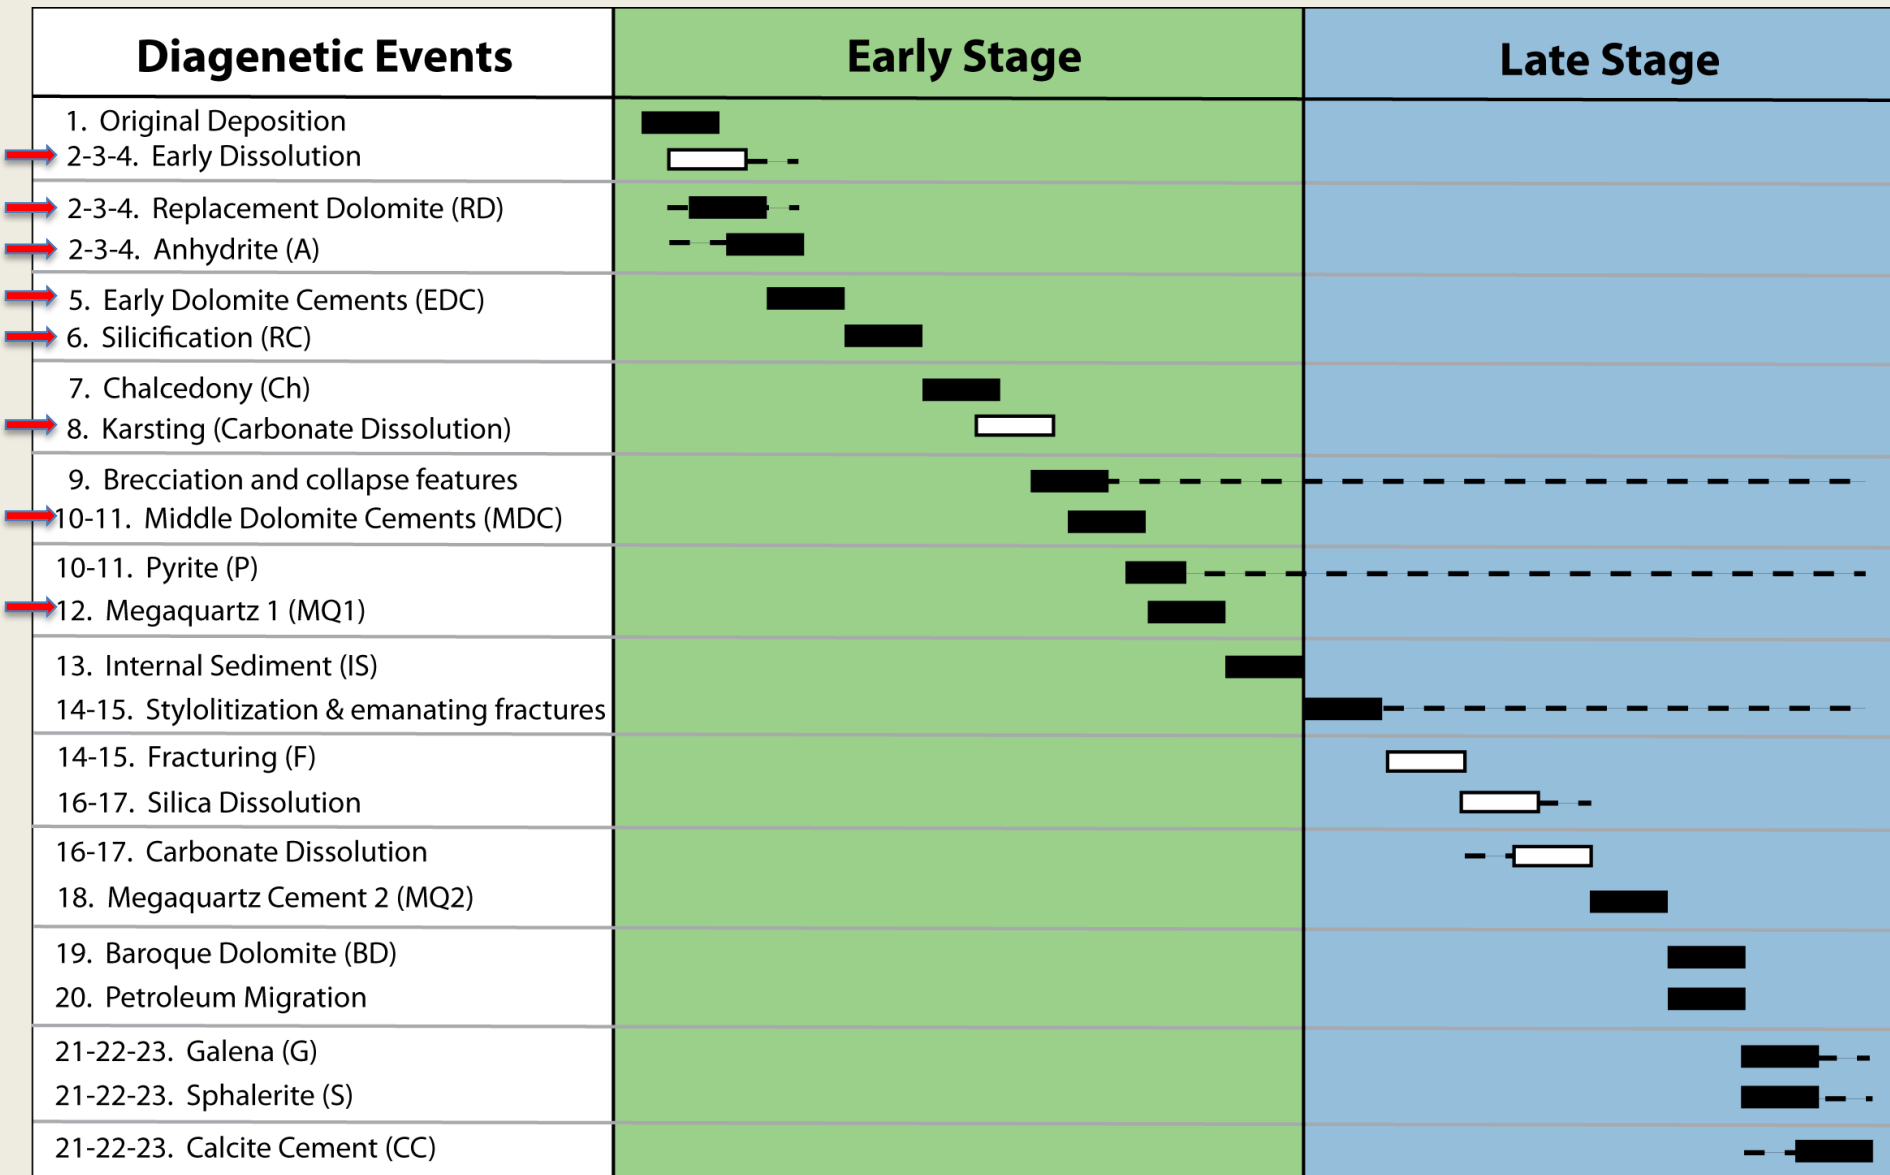 Diagenetic Events
Early Stage
Late Stage
1. Original Deposition
2-3-4. Early Dissolution
2-3-4. Replacement Dolomite (RD)
2-3-4. Anhydrite (A)
5. Early Dolomite Cements (EDC)
6. Silicification (RC)
7. Chalcedony (Ch)
8. Karsting (Carbonate Dissolution)
9. Brecciation and collapse features
10-11. Middle Dolomite Cements (MDC)
10-11. Pyrite (P)
12. Megaquartz 1 (MQ1)
13. Internal Sediment (IS)
14-15. Stylolitization & emanating fractures
14-15. Fracturing (F)
16-17. Silica Dissolution
16-17. Carbonate Dissolution
18. Megaquartz Cement 2 (MQ2)
19. Baroque Dolomite (BD)
20. Petroleum Migration
21-22-23. Galena (G)
21-22-23. Sphalerite (S)
21-22-23. Calcite Cement (CC)